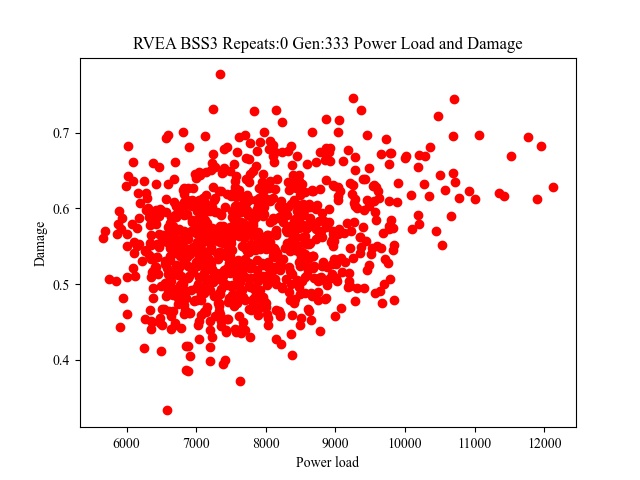 RVEA BSS3 Repeats:0 Gen:333 Power Load and Damage
0.7
0.6
0.5
0.4
Damage
6000 7000 8000 9000 10000 11000 12000
Power load